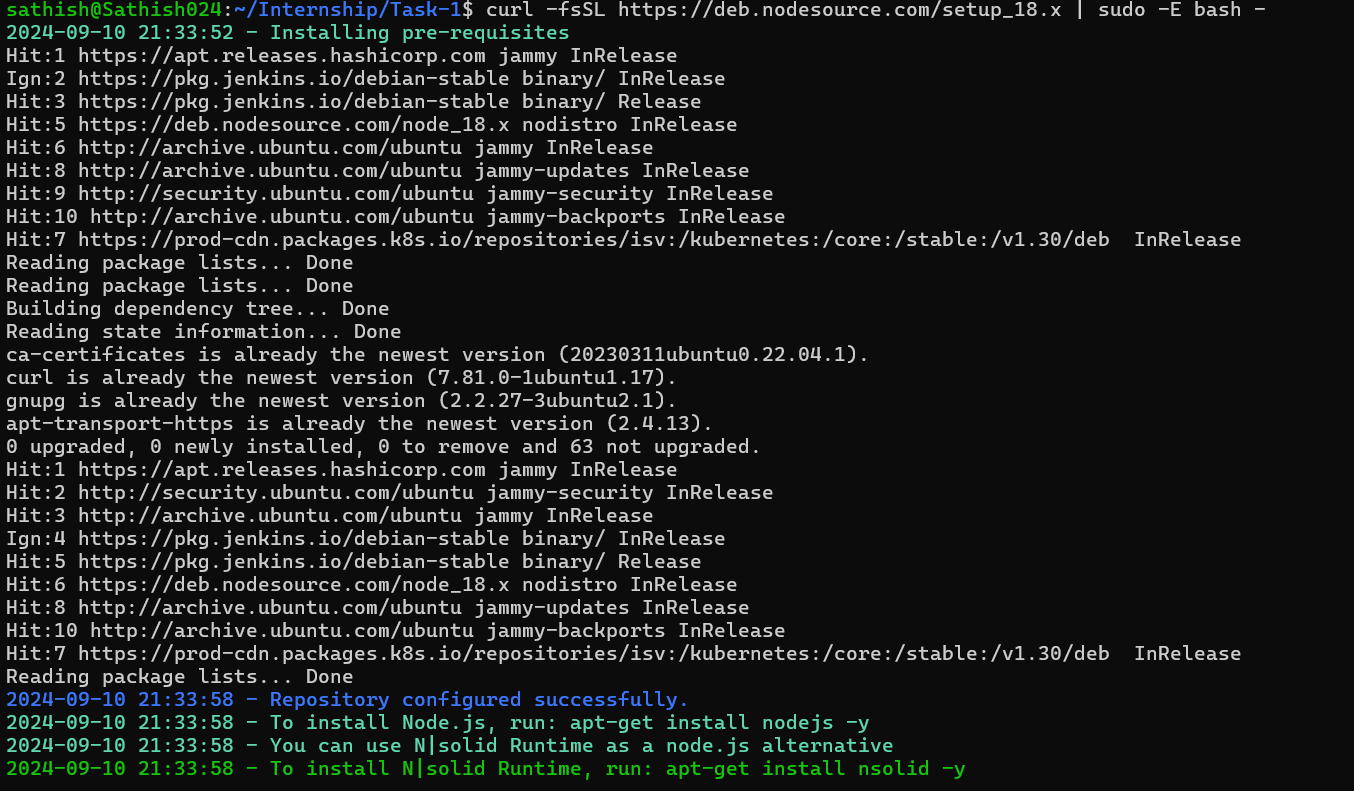 sathish@Sathish024:~/Internship/Task-1$ curl -fsSL https://deb.nodesource.com/setup_18.x | sudo -E bash -
2024-09-10 21:33:52 - Installing pre-requisites
Hit:1 https://apt.releases.hashicorp.com jammy InRelease
Ign:2 https://pkg.jenkins.io/debian-stable binary/ InRelease
Hit:3 https://pkg.jenkins.io/debian-stable binary/ Release
Hit:5 https://deb.nodesource.com/node_18.x nodistro InRelease
Hit:6 http://archive.ubuntu.com/ubuntu jammy InRelease
Hit:8 http://archive.ubuntu.com/ubuntu jammy-updates InRelease
Hit:9 http://security.ubuntu.com/ubuntu jammy-security InRelease
Hit:10 http://archive.ubuntu.com/ubuntu jammy-backports InRelease
Hit:7 https://prod-cdn.packages.k8s.io/repositories/isv:/kubernetes:/core:/stable:/v1.30/deb  InRelease
Reading package lists... Done
Reading package lists... Done
Building dependency tree... Done
Reading state information... Done
ca-certificates is already the newest version (20230311ubuntu0.22.04.1).
curl is already the newest version (7.81.0-1ubuntu1.17).
gnupg is already the newest version (2.2.27-3ubuntu2.1).
apt-transport-https is already the newest version (2.4.13).
0 upgraded, 0 newly installed, 0 to remove and 63 not upgraded.
Hit:1 https://apt.releases.hashicorp.com jammy InRelease
Hit:2 http://security.ubuntu.com/ubuntu jammy-security InRelease
Hit:3 http://archive.ubuntu.com/ubuntu jammy InRelease
Ign:4 https://pkg.jenkins.io/debian-stable binary/ InRelease
Hit:5 https://pkg.jenkins.io/debian-stable binary/ Release
Hit:6 https://deb.nodesource.com/node_18.x nodistro InRelease
Hit:8 http://archive.ubuntu.com/ubuntu jammy-updates InRelease
Hit:10 http://archive.ubuntu.com/ubuntu jammy-backports InRelease
Hit:7 https://prod-cdn.packages.k8s.io/repositories/isv:/kubernetes:/core:/stable:/v1.30/deb  InRelease
Reading package lists... Done
2024-09-10 21:33:58 - Repository configured successfully.
2024-09-10 21:33:58 - To install Node.js, run: apt-get install nodejs -y
2024-09-10 21:33:58 - You can use N|solid Runtime as a node.js alternative
2024-09-10 21:33:58 - To install N|solid Runtime, run: apt-get install nsolid -y